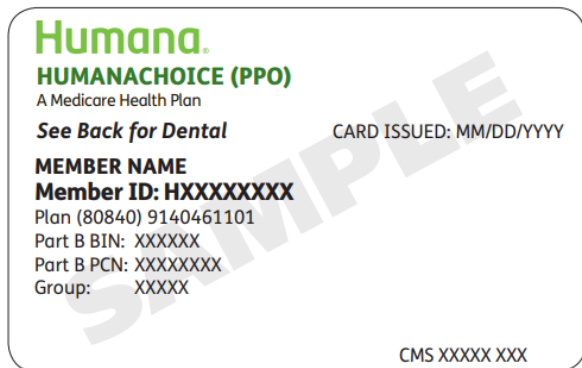 Humana®
HUMANACHOICE (PPO)
A Medicare Health Plan
See Back for Dental CARD ISSUED: MM/DD/YYYY
MEMBER NAME
Member ID: HXXXXXXXX
Plan (80840) 9140461101
Part B BIN: XXXXXX
Part B PCN: XXXXXXXX
Group: XXXXX
CMS XXXXX XXX
SAMPLE